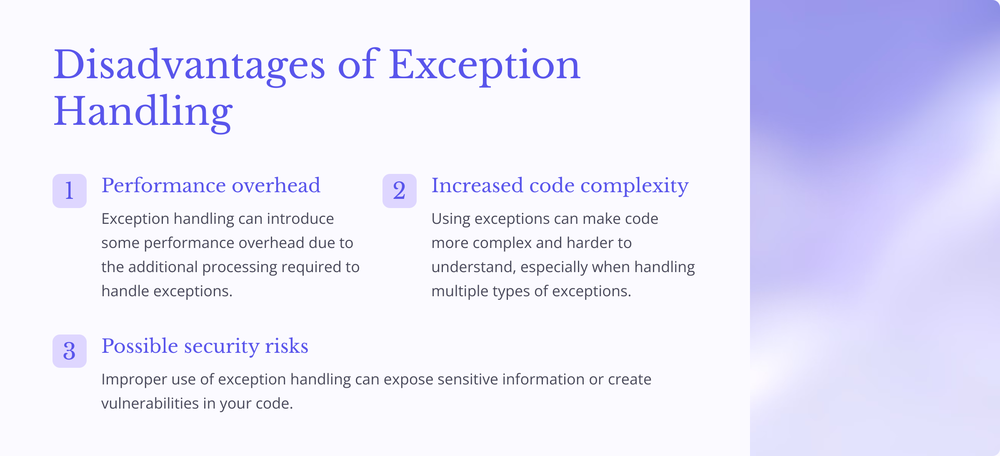 Disadvantages of Exception
Handling
1
Performance overhead
Exception handling can introduce
some performance overhead due to
the additional processing required to
handle exceptions.
2
Increased code complexity
Using exceptions can make code
more complex and harder to
understand, especially when handling
multiple types of exceptions.
3
Possible security risks
Improper use of exception handling can expose sensitive information or create
vulnerabilities in your code.